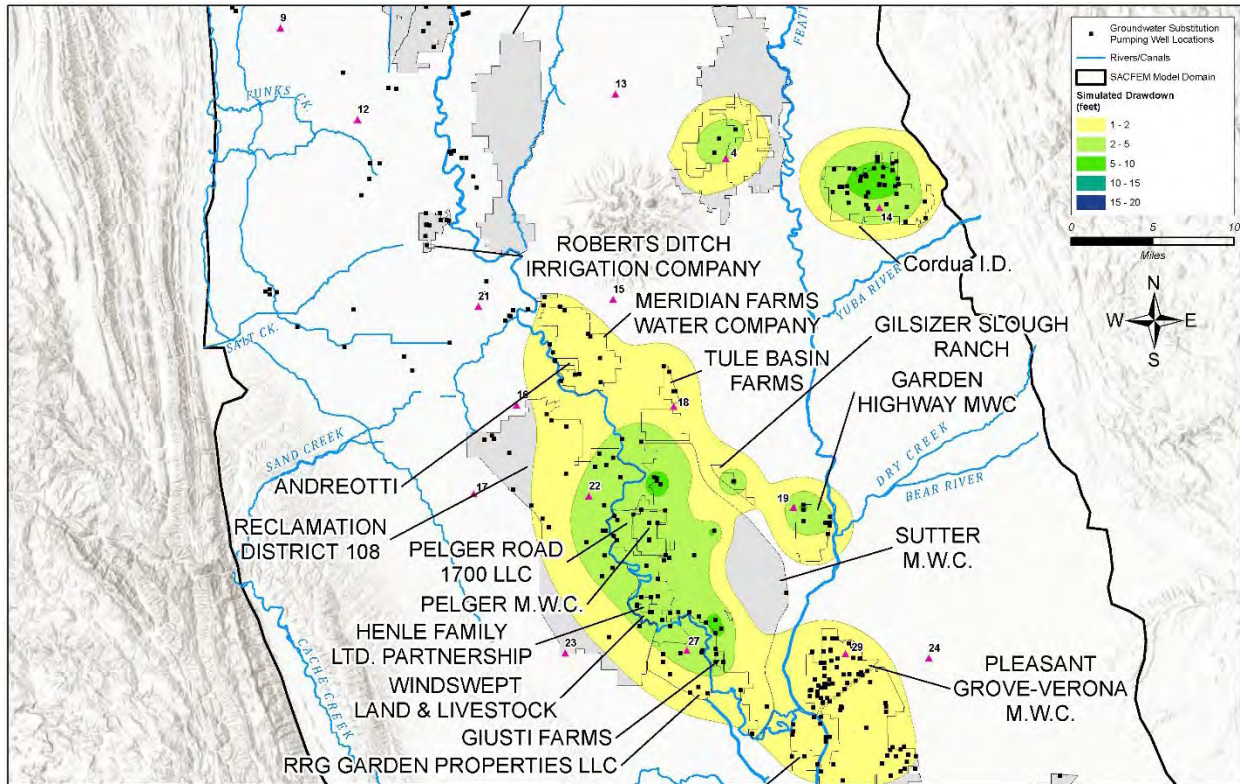 9
12
13
4
14
FUNKS CK.
FEATH
Groundwater Substitution
Pumping Well Locations
Rivers/Canals
SACFEM Model Domain
Simulated Drawdown
(feet)
1 - 2
2 - 5
5 - 10
10 - 15
15 - 20
0
5
10
Miles
N
W
E
S
ROBERTS DITCH
IRRIGATION COMPANY
Cordua I.D.
YUBA RIVER
21
15
MERIDIAN FARMS
WATER COMPANY
GILSIZER SLOUGH
RANCH
SALT CK.
TULE BASIN
FARMS
GARDEN
HIGHWAY MWC
16
18
SAND CREEK
DRY CREEK
BEAR RIVER
ANDREOTTI
17
22
19
RECLAMATION
DISTRICT 108
PELGER ROAD
1700 LLC
SUTTER
M.W.C.
PELGER M.W.C.
HENLE FAMILY
LTD. PARTNERSHIP
23
27
29
24
CACHE CREEK
WINDSWEPT
LAND & LIVESTOCK
PLEASANT
GROVE-VERONA
M.W.C.
GIUSTI FARMS
RRG GARDEN PROPERTIES LLC